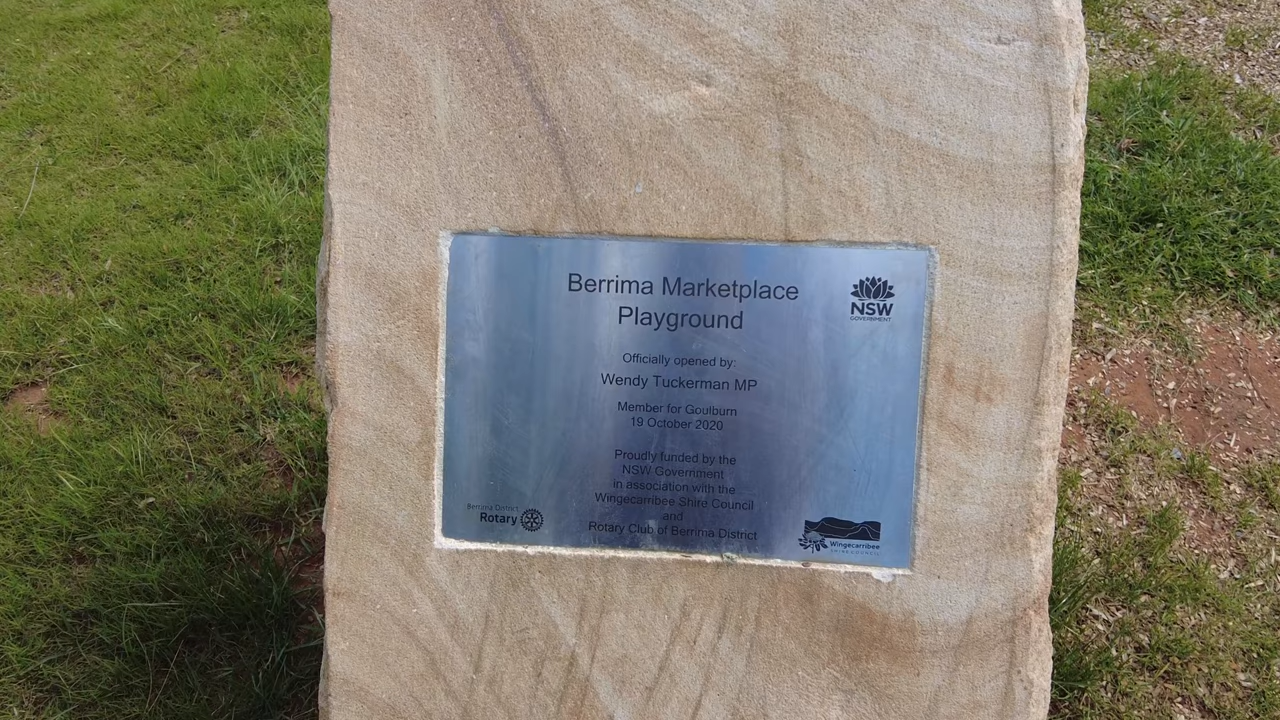 Berrima Marketplace
Playground
NSW
GOVERNMENT
Officially opened by:
Wendy Tuckerman MP
Member for Goulburn
19 October 2020
Proudly funded by the
NSW Government
in association with the
Wingecarribee Shire Council
and
Rotary Club of Berrima District
Berrima District
Rotary
Wingecarribee
SHIRE COUNCIL